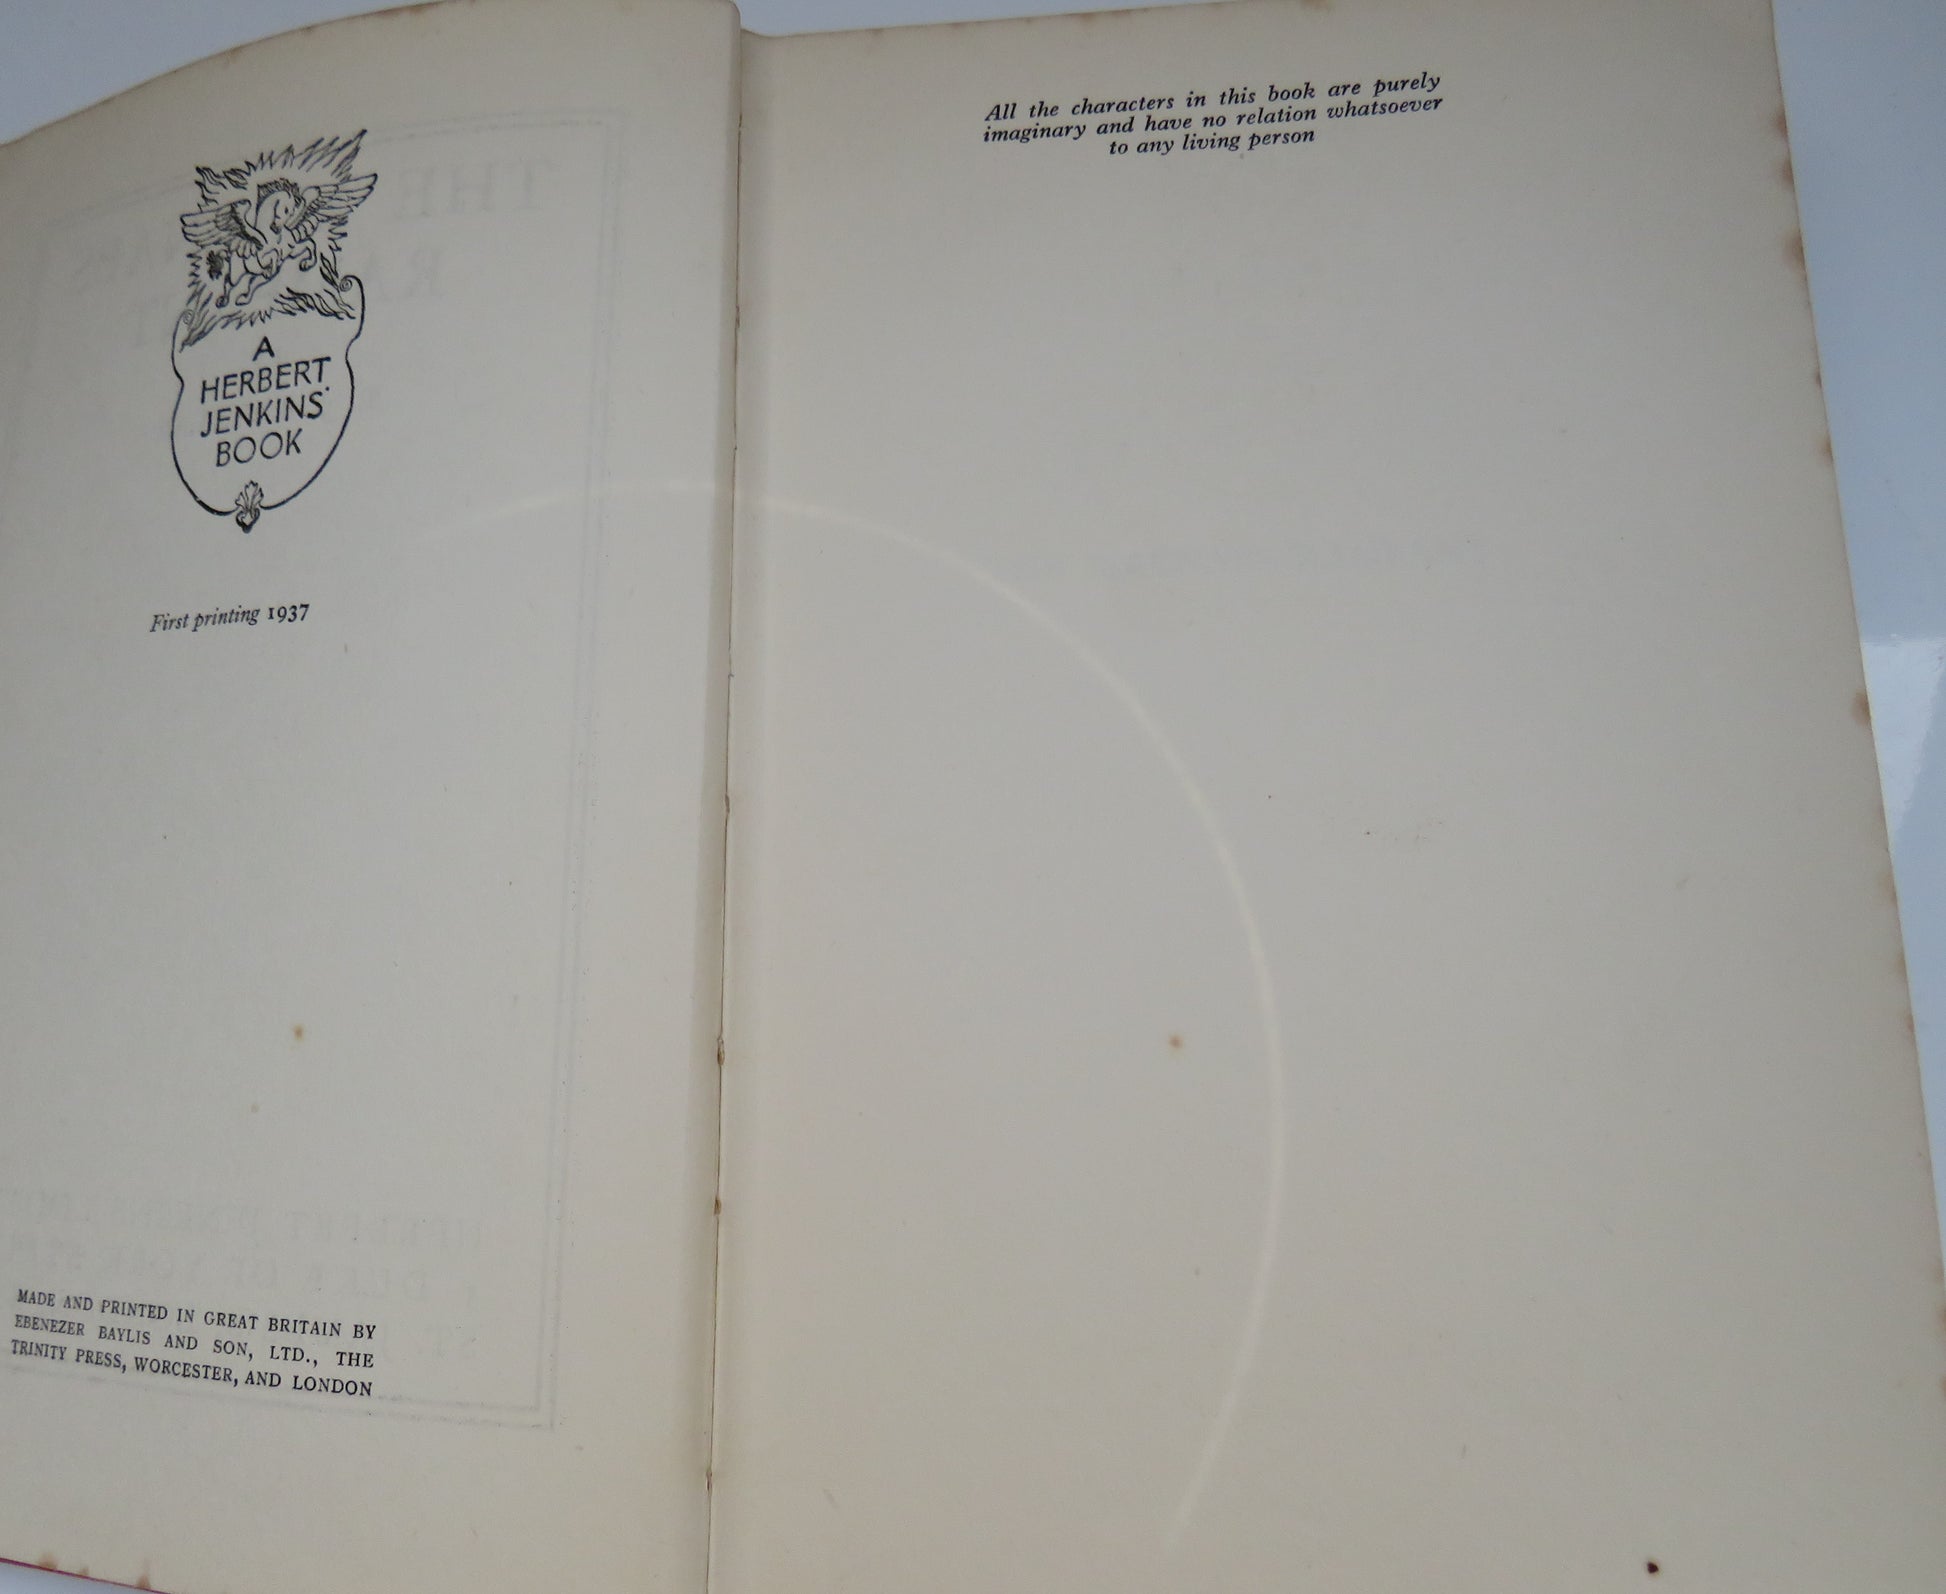 A
HERBERT
JENKINS'
BOOK
First printing 1937
MADE AND PRINTED IN GREAT BRITAIN BY
EBENEZER BAYLIS AND SON, LTD., THE
TRINITY PRESS, WORCESTER, AND LONDON
All the characters in this book are purely
imaginary and have no relation whatsoever
to any living person